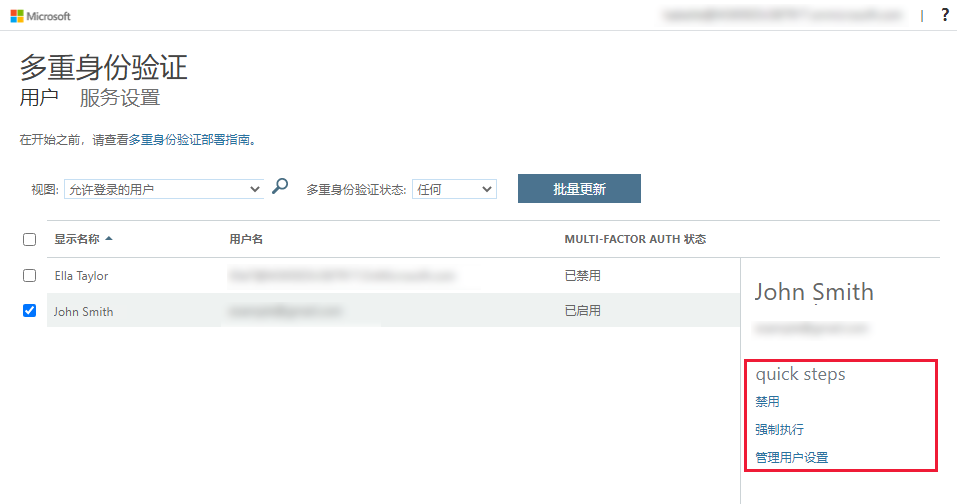 Microsoft
| ?
多重身份验证
用户 服务设置
在开始之前，请查看多重身份验证部署指南。
视图: 允许登录的用户 多重身份验证状态: 任何 批量更新
显示名称 用户名 MULTI-FACTOR AUTH 状态
Ella Taylor 已禁用
John Smith 已启用
John Smith
quick steps
禁用
强制执行
管理用户设置